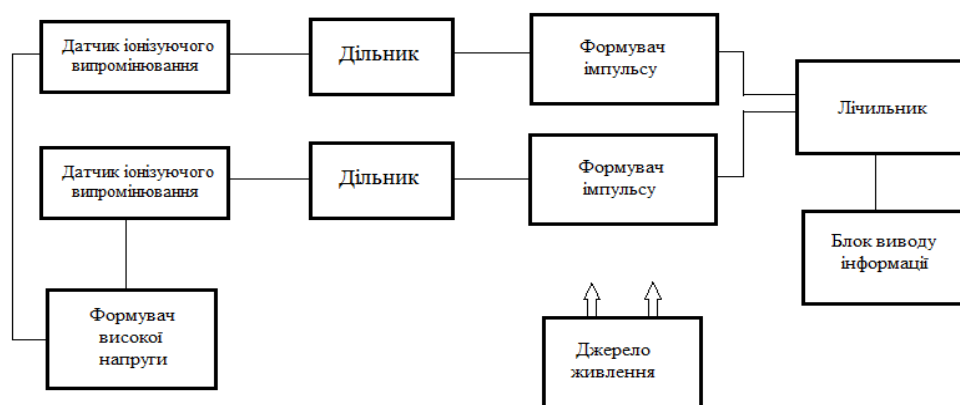 Датчик іонізуючого
випромінювання
Дільник
Формувач
імпульсу
Лічильник
Датчик іонізуючого
випромінювання
Дільник
Формувач
імпульсу
Блок виводу
інформації
Формувач
високої
напруги
Джерело
живлення